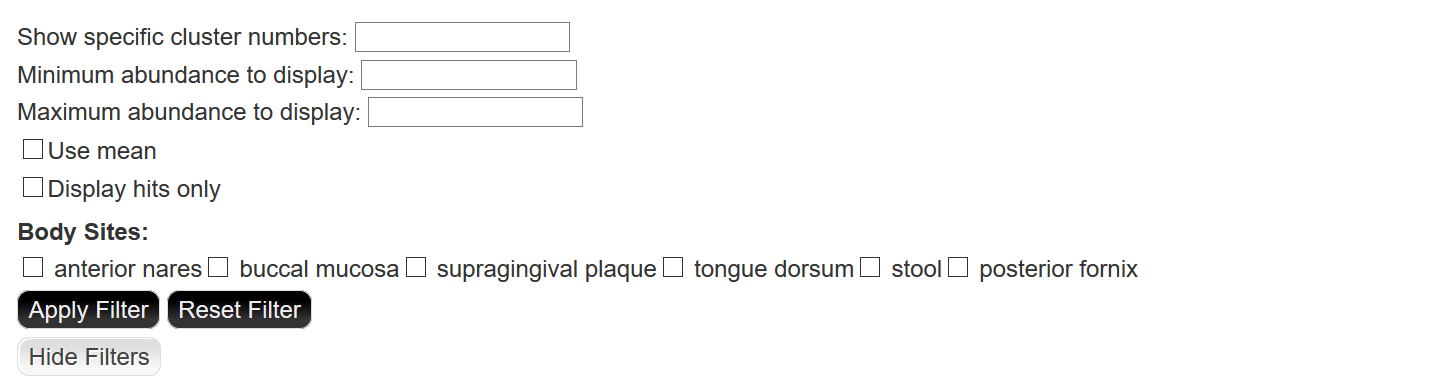 Show specific cluster numbers:
Minimum abundance to display:
Maximum abundance to display:
Use mean
Display hits only
Body Sites:
anterior nares buccal mucosa supragingival plaque tongue dorsum stool posterior fornix
Apply Filter Reset Filter
Hide Filters